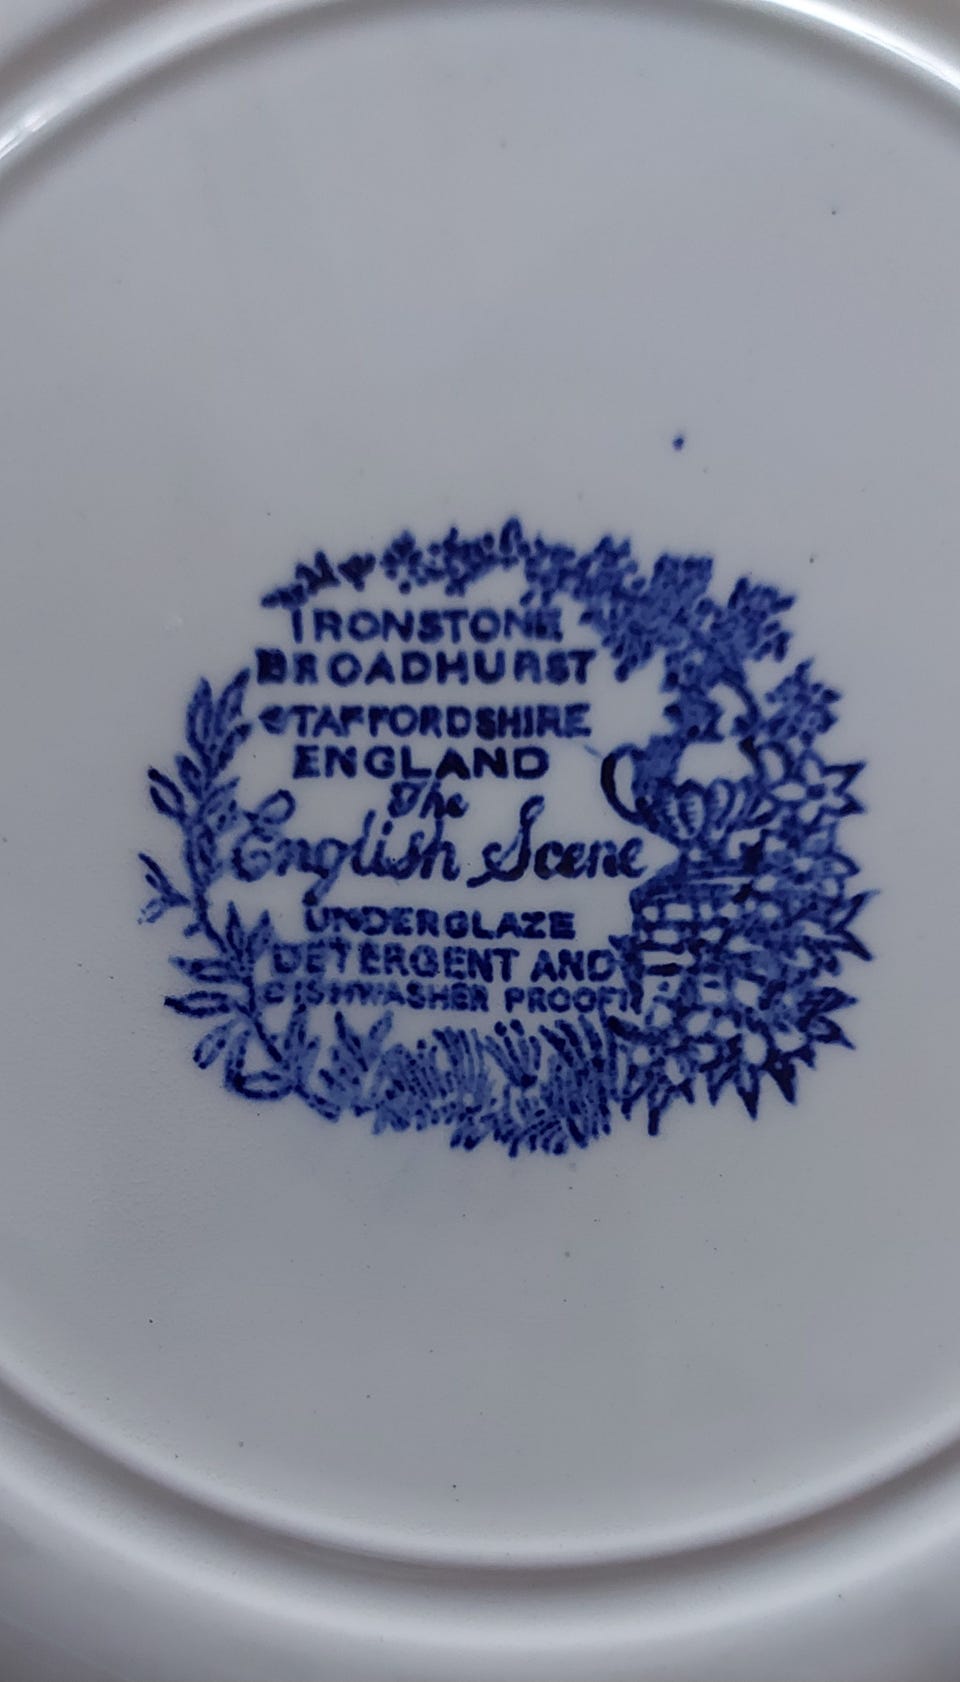 IRONSTONE
BROADHURST
STAFFORDSHIRE
ENGLAND
The
English Scene
UNDERGLAZE
DETERGENT AND
DISHWASHER PROOF